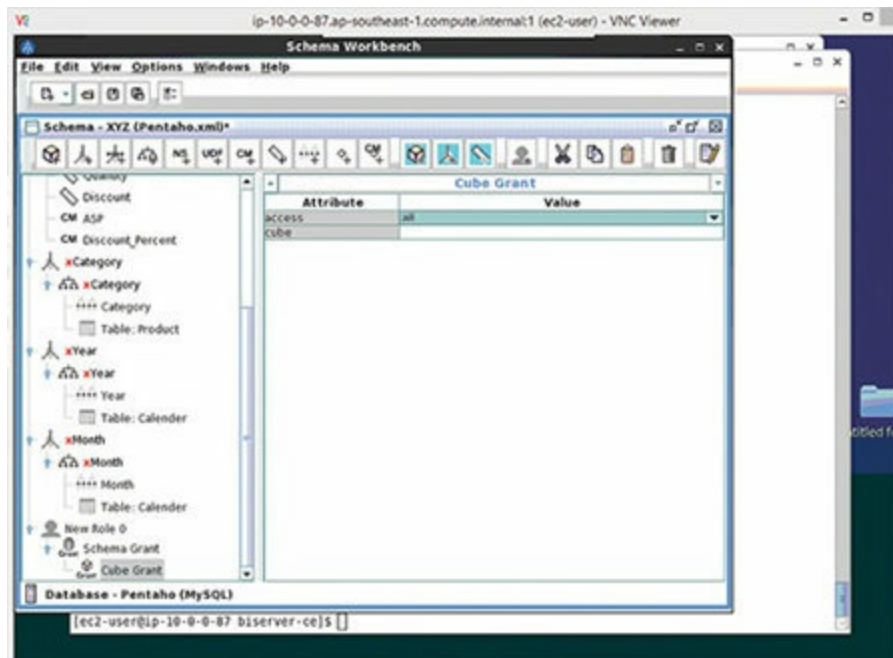 ip-10-0-0-87.ap-southeast-1.compute.internal:1 (ec2-user) - VNC Viewer
Schema Workbench
File Edit View Options Windows Help
Schema - XYZ (Pentaho.xml)*
Quantity
Discount
CM ASP
CM Discount_Percent
xCategory
xCategory
Category
Table: Product
xYear
xYear
Year
Table: Calender
xMonth
xMonth
Month
Table: Calender
New Role 0
Schema Grant
Grant Cube Grant
Cube Grant
Attribute Value
access all
cube
Database - Pentaho (MySQL)
[ec2-user@ip-10-0-0-87 biserver-ce]$